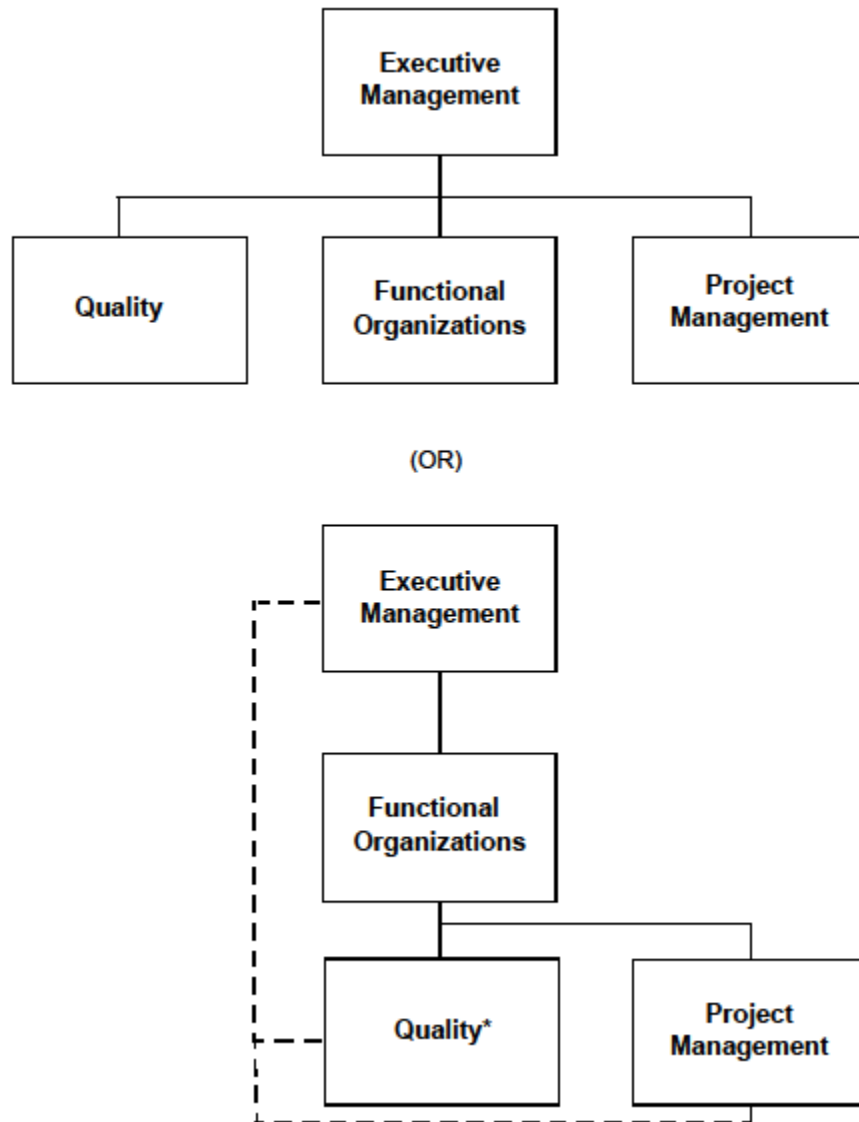 Executive
Management
Quality
Functional
Organizations
Project
Management
(OR)
Executive
Management
Functional
Organizations
Quality*
Project
Management